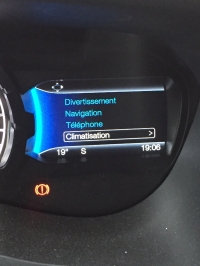 Divertissement
Navigation
Téléphone
Climatisation >
19° S 19:06